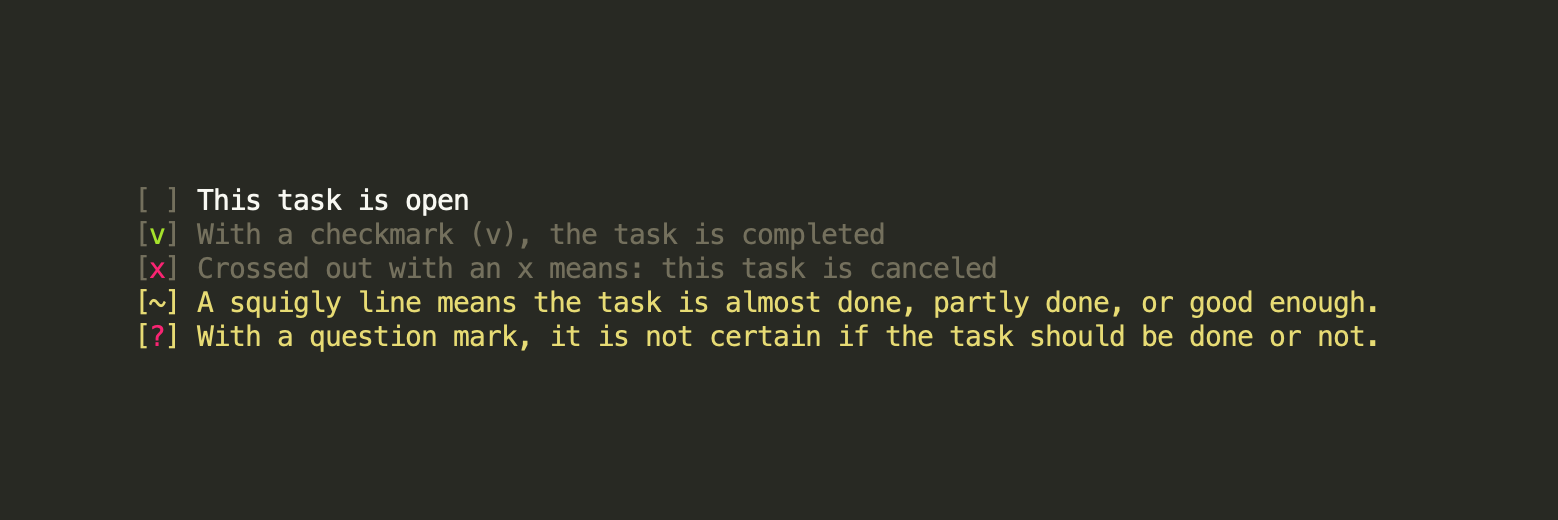 [ ] This task is open
[v] With a checkmark (v), the task is completed
[x] Crossed out with an x means: this task is canceled
[~] A squigly line means the task is almost done, partly done, or good enough.
[?] With a question mark, it is not certain if the task should be done or not.